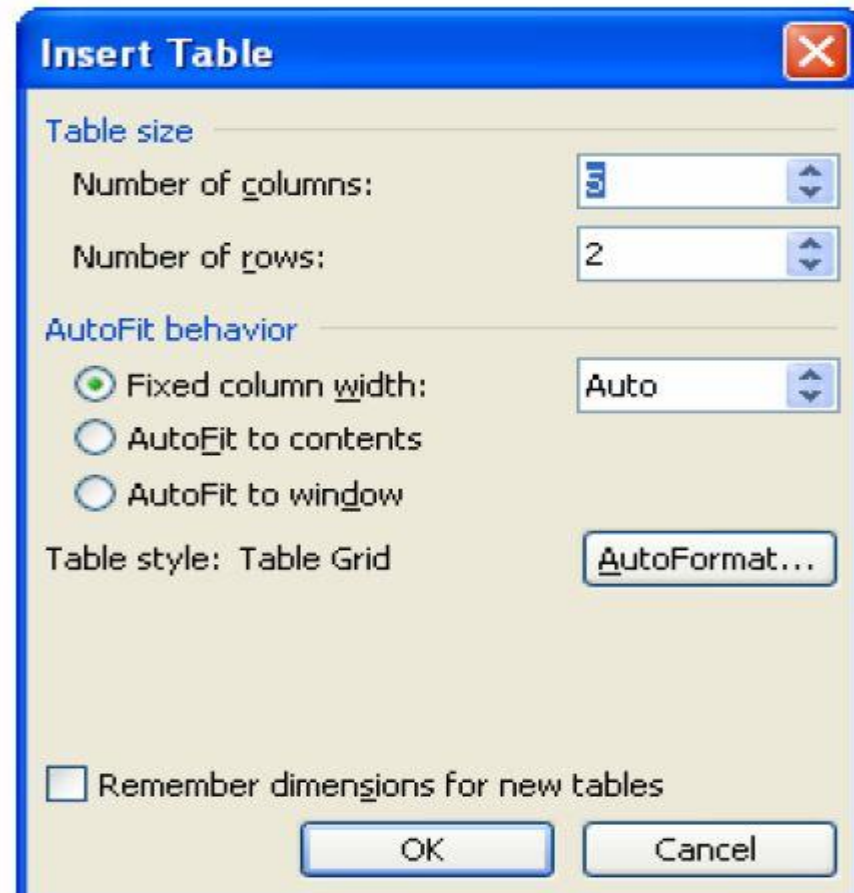 Insert Table
Table size
Number of columns: 5
Number of rows: 2
AutoFit behavior
Fixed column width: Auto
AutoFit to contents
AutoFit to window
Table style: Table Grid AutoFormat...
Remember dimensions for new tables
OK Cancel